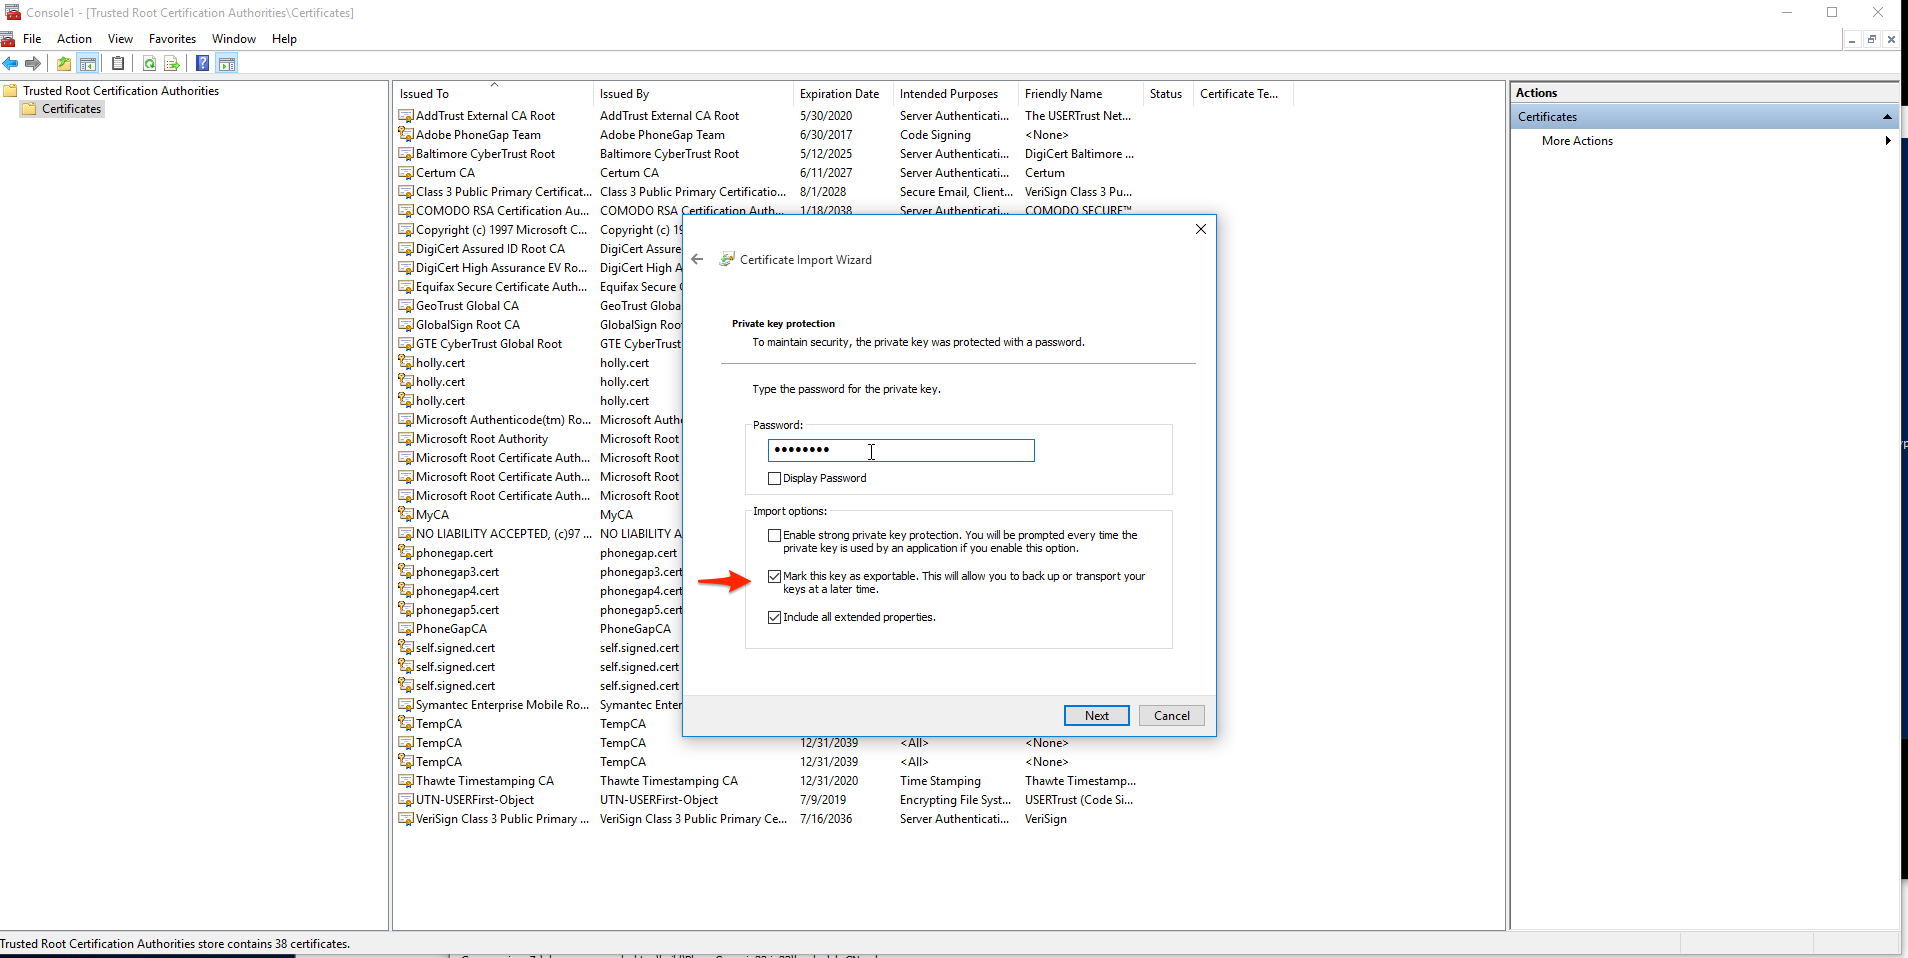 Console1 - [Trusted Root Certification Authorities\Certificates]
File Action View Favorites Window Help
Trusted Root Certification Authorities
Certificates
Issued To Issued By Expiration Date Intended Purposes Friendly Name Status Certificate Te...
AddTrust External CA Root AddTrust External CA Root 5/30/2020 Server Authenticati... The USERTrust Net...
Adobe PhoneGap Team Adobe PhoneGap Team 6/30/2017 Code Signing <None>
Baltimore CyberTrust Root Baltimore CyberTrust Root 5/12/2025 Server Authenticati... DigiCert Baltimore ...
Certum CA Certum CA 6/11/2027 Server Authenticati... Certum
Class 3 Public Primary Certificat... Class 3 Public Primary Certificatio... 8/1/2028 Secure Email, Client... VeriSign Class 3 Pu...
COMODO RSA Certification Au... COMODO RSA Certification Auth... 1/18/2038 Server Authenticati... COMODO SECURE™
Copyright (c) 1997 Microsoft C... Copyright (c) 19
DigiCert Assured ID Root CA DigiCert Assure
DigiCert High Assurance EV Ro... DigiCert High A
Equifax Secure Certificate Auth... Equifax Secure
GeoTrust Global CA GeoTrust Globa
GlobalSign Root CA GlobalSign Roo
GTE CyberTrust Global Root GTE CyberTrust
holly.cert holly.cert
holly.cert holly.cert
holly.cert holly.cert
Microsoft Authenticode(tm) Ro... Microsoft Auth
Microsoft Root Authority Microsoft Root
Microsoft Root Certificate Auth... Microsoft Root
Microsoft Root Certificate Auth... Microsoft Root
Microsoft Root Certificate Auth... Microsoft Root
MyCA MyCA
NO LIABILITY ACCEPTED, (c)97 ... NO LIABILITY A
phonegap.cert phonegap.cert
phonegap3.cert phonegap3.cert
phonegap4.cert phonegap4.cert
phonegap5.cert phonegap5.cert
PhoneGapCA PhoneGapCA
self.signed.cert self.signed.cert
self.signed.cert self.signed.cert
self.signed.cert self.signed.cert
Symantec Enterprise Mobile Ro... Symantec Enter
TempCA TempCA
TempCA TempCA 12/31/2039 <All> <None>
TempCA TempCA 12/31/2039 <All> <None>
Thawte Timestamping CA Thawte Timestamping CA 12/31/2020 Time Stamping Thawte Timestamp...
UTN-USERFirst-Object UTN-USERFirst-Object 7/9/2019 Encrypting File Syst... USERTrust (Code Si...
VeriSign Class 3 Public Primary ... VeriSign Class 3 Public Primary Ce... 7/16/2036 Server Authenticati... VeriSign
Certificate Import Wizard
Private key protection
To maintain security, the private key was protected with a password.
Type the password for the private key.
Password:
••••••••
Display Password
Import options:
Enable strong private key protection. You will be prompted every time the
private key is used by an application if you enable this option.
Mark this key as exportable. This will allow you to back up or transport your
keys at a later time.
Include all extended properties.
Next Cancel
Actions
Certificates
More Actions
Trusted Root Certification Authorities store contains 38 certificates.